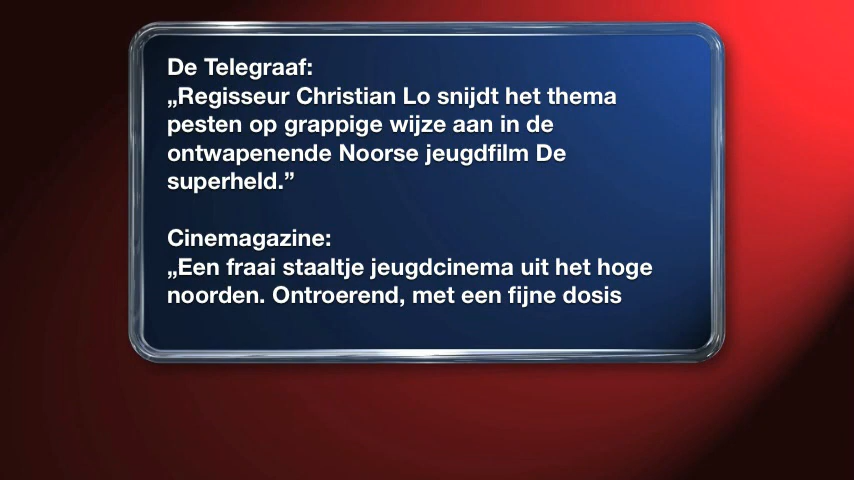 De Telegraaf:
„Regisseur Christian Lo snijdt het thema
pesten op grappige wijze aan in de
ontwapenende Noorse jeugdfilm De
superheld.”
Cinemagazine:
„Een fraai staaltje jeugdcinema uit het hoge
noorden. Ontroerend, met een fijne dosis